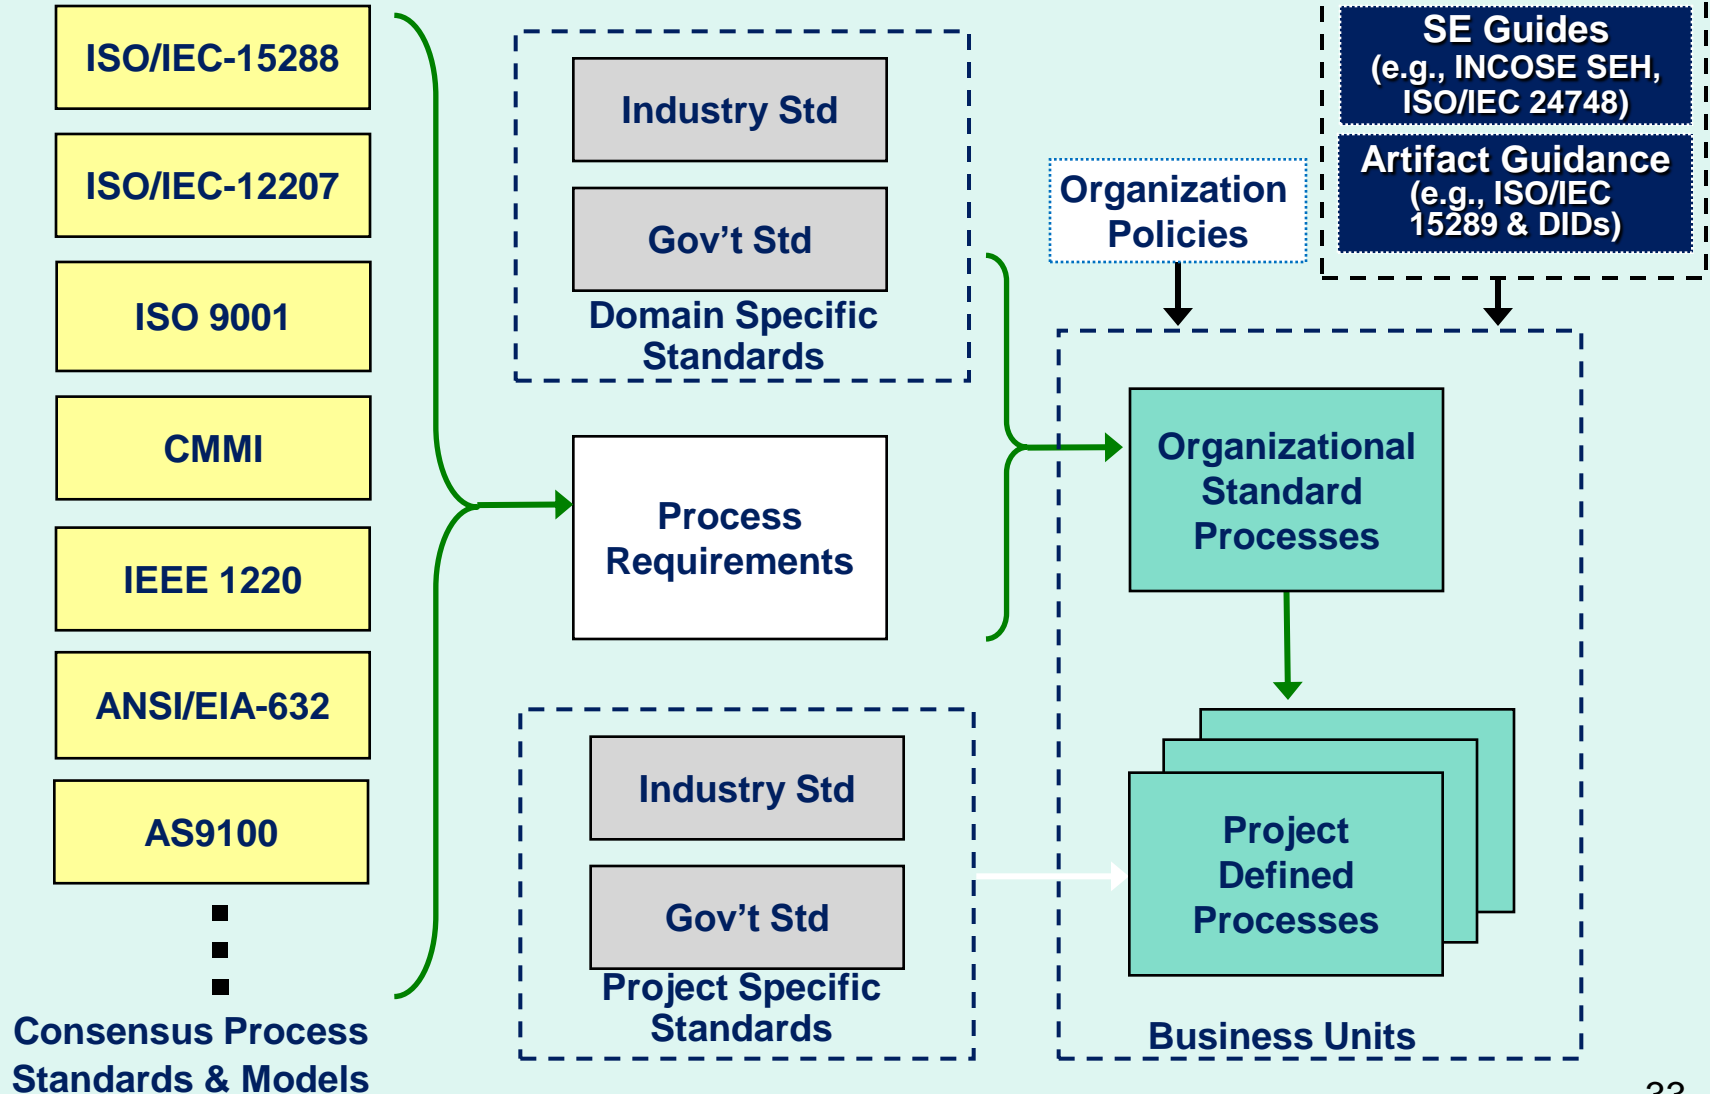 ISO/IEC-15288
ISO/IEC-12207
ISO 9001
CMMI
IEEE 1220
ANSI/EIA-632
AS9100
Consensus Process
Standards & Models
Industry Std
Gov't Std
Domain Specific
Standards
Process
Requirements
Industry Std
Gov't Std
Project Specific
Standards
Organization
Policies
SE Guides
(e.g., INCOSE SEH,
ISO/IEC 24748)
Artifact Guidance
(e.g., ISO/IEC
15289 & DIDs)
Organizational
Standard
Processes
Project
Defined
Processes
Business Units
33